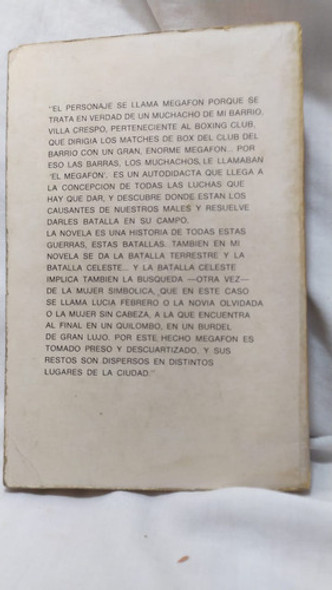 "EL PERSONAJE SE LLAMA MEGAFON PORQUE SE
TRATA EN VERDAD DE UN MUCHACHO DE MI BARRIO,
VILLA CRESPO, PERTENECIENTE AL BOXING CLUB,
QUE DIRIGIA LOS MATCHES DE BOX DEL CLUB DEL
BARRIO CON UN GRAN, ENORME MEGAFON... POR
ESO LAS BARRAS, LOS MUCHACHOS, LE LLAMABAN
'EL MEGAFON'. ES UN AUTODIDACTA QUE LLEGA A
LA CONCEPCION DE TODAS LAS LUCHAS QUE
HAY QUE DAR, Y DESCUBRE DONDE ESTAN LOS
CAUSANTES DE NUESTROS MALES Y RESUELVE
DARLES BATALLA EN SU CAMPO.
LA NOVELA ES UNA HISTORIA DE TODAS ESTAS
GUERRAS, ESTAS BATALLAS. TAMBIEN EN MI
NOVELA SE DA LA BATALLA TERRESTRE Y LA
BATALLA CELESTE... Y LA BATALLA CELESTE
IMPLICA TAMBIEN LA BUSQUEDA —OTRA VEZ—
DE LA MUJER SIMBOLICA, QUE EN ESTE CASO
SE LLAMA LUCIA FEBRERO O LA NOVIA OLVIDADA
O LA MUJER SIN CABEZA, A LA QUE ENCUENTRA
AL FINAL EN UN QUILOMBO, EN UN BURDEL
DE GRAN LUJO. POR ESTE HECHO MEGAFON ES
TOMADO PRESO Y DESCUARTIZADO, Y SUS
RESTOS SON DISPERSOS EN DISTINTOS
LUGARES DE LA CIUDAD."